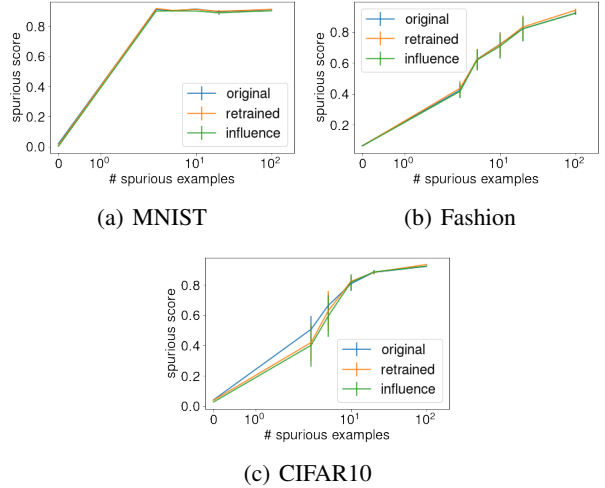 0.8
0.6
0.4
0.2
0.0
spurious score
original
retrained
influence
0
10^0
10^1
10^2
# spurious examples
(a) MNIST
0.8
0.6
0.4
0.2
spurious score
original
retrained
influence
0
10^0
10^1
10^2
# spurious examples
(b) Fashion
0.8
0.6
0.4
0.2
0.0
spurious score
original
retrained
influence
0
10^0
10^1
10^2
# spurious examples
(c) CIFAR10